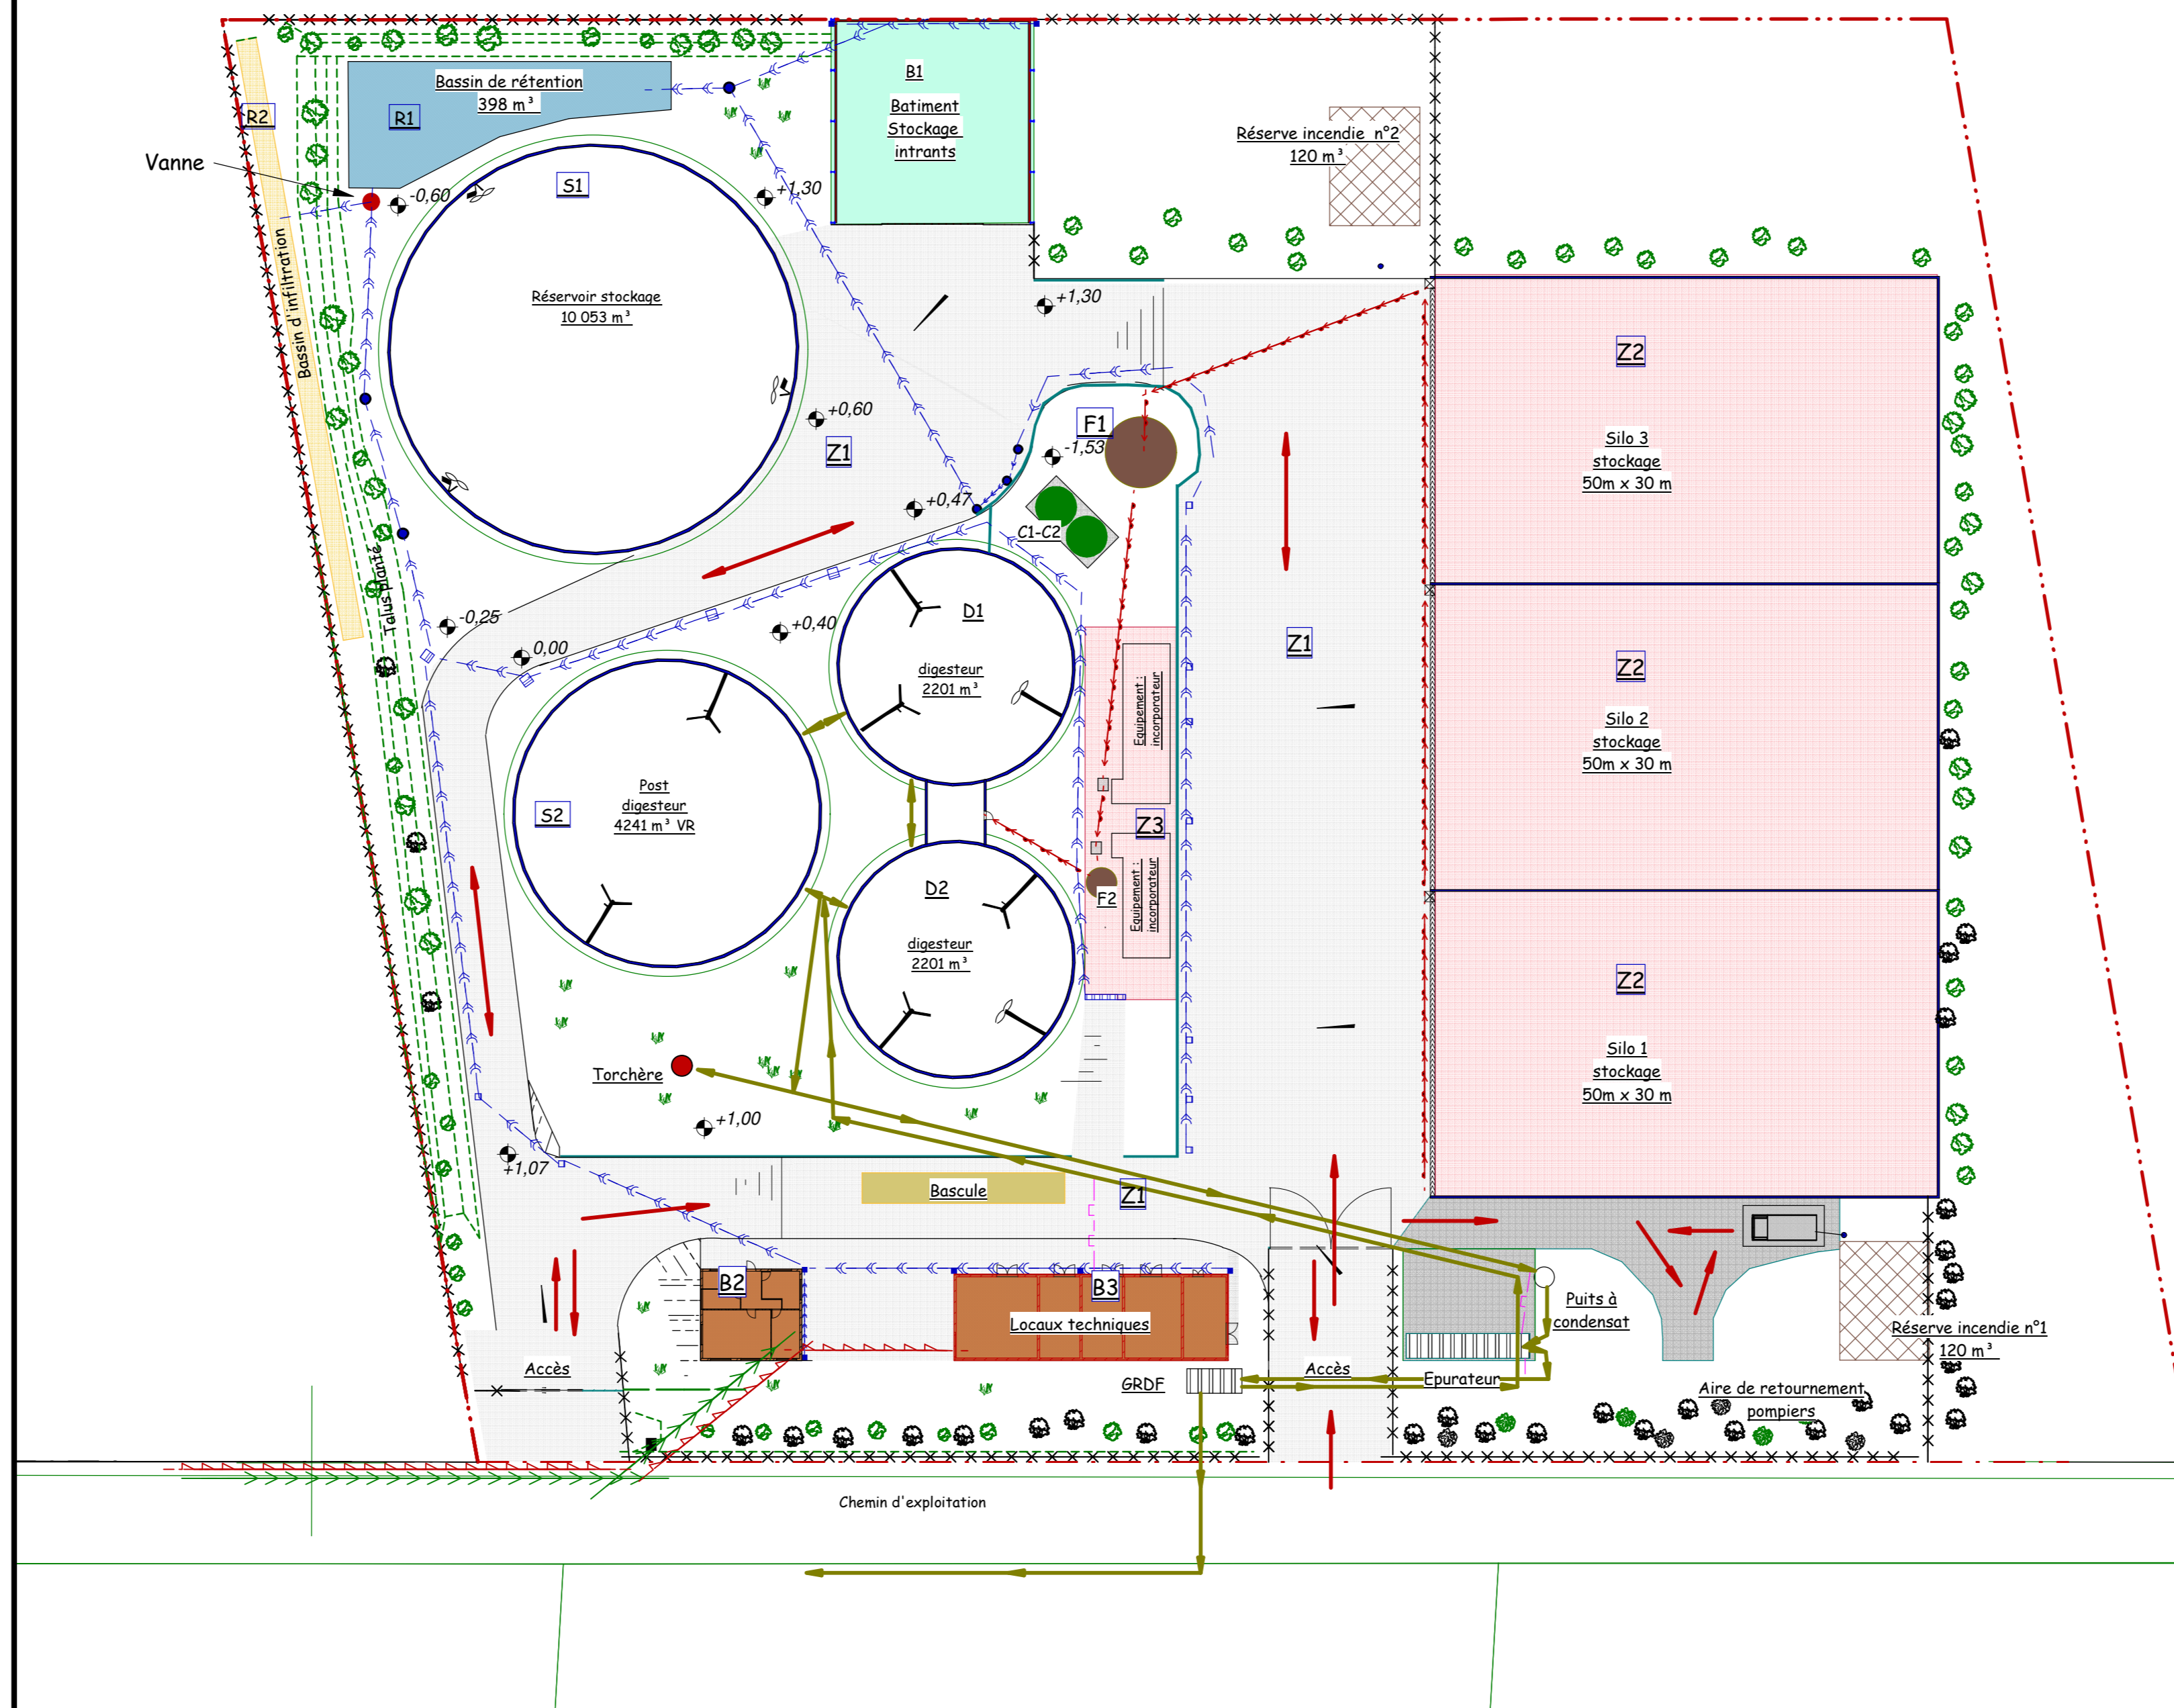 Bassin de rétention
398 m³
R1
R2
Vanne
-0,60
Bassin d'infiltration
Talus planté
S1
Réservoir stockage
10 053 m³
+1,30
B1
Batiment
Stockage
intrants
Réserve incendie n°2
120 m³
+1,30
+0,60
Z1
+0,47
F1
-1,53
C1-C2
-0,25
0,00
+0,40
D1
digesteur
2201 m³
Equipement :
incorporateur
Z1
Z2
Silo 3
stockage
50m x 30 m
Z2
Silo 2
stockage
50m x 30 m
Z2
Silo 1
stockage
50m x 30 m
S2
Post
digesteur
4241 m³ VR
Z3
F2
Equipement :
incorporateur
D2
digesteur
2201 m³
Torchère
+1,00
+1,07
Bascule
Z1
B2
B3
Locaux techniques
Accès
GRDF
Accès
Epurateur
Puits à
condensat
Réserve incendie n°1
120 m³
Aire de retournement
pompiers
Chemin d'exploitation